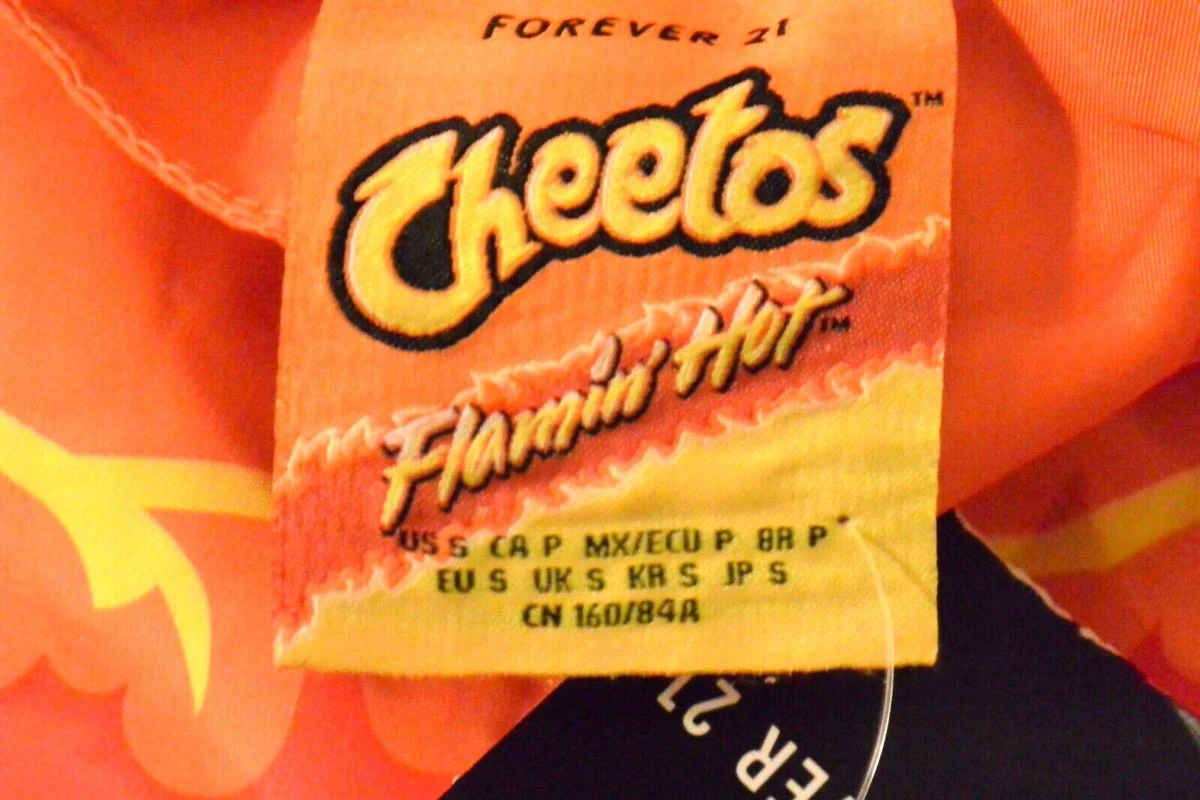 FOREVER 21
Cheetos™
Flamin' Hot™
US S CA P MX/ECU P BR P
EU S UK S KR S JP S
CN 160/84A
ER 21